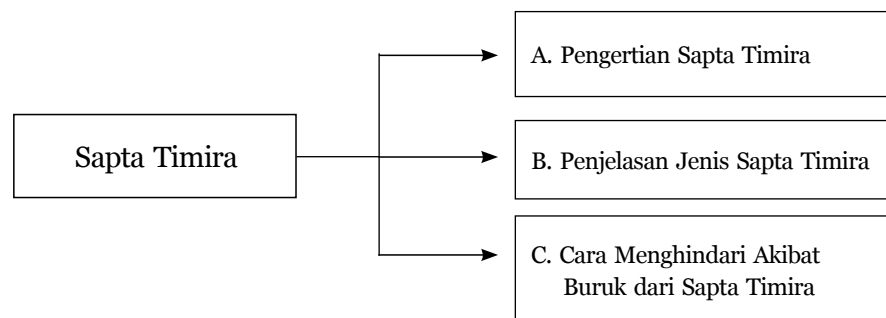 Sapta Timira
A. Pengertian Sapta Timira
B. Penjelasan Jenis Sapta Timira
C. Cara Menghindari Akibat
Buruk dari Sapta Timira